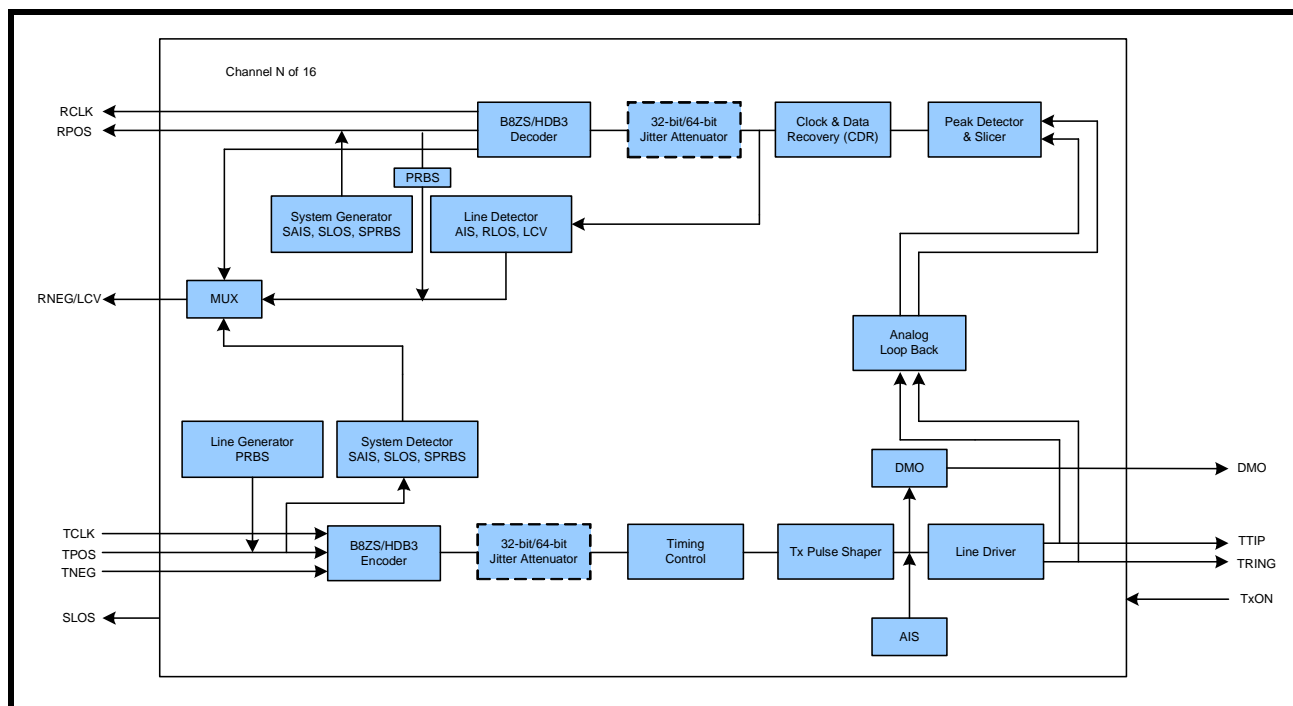 Channel N of 16
RCLK
RPOS
B8ZS/HDB3
Decoder
32-bit/64-bit
Jitter Attenuator
Clock & Data
Recovery (CDR)
Peak Detector
& Slicer
PRBS
System Generator
SAIS, SLOS, SPRBS
Line Detector
AIS, RLOS, LCV
RNEG/LCV
MUX
Analog
Loop Back
Line Generator
PRBS
System Detector
SAIS, SLOS, SPRBS
DMO
DMO
TCLK
TPOS
TNEG
B8ZS/HDB3
Encoder
32-bit/64-bit
Jitter Attenuator
Timing
Control
Tx Pulse Shaper
Line Driver
TTIP
TRING
TxON
SLOS
AIS